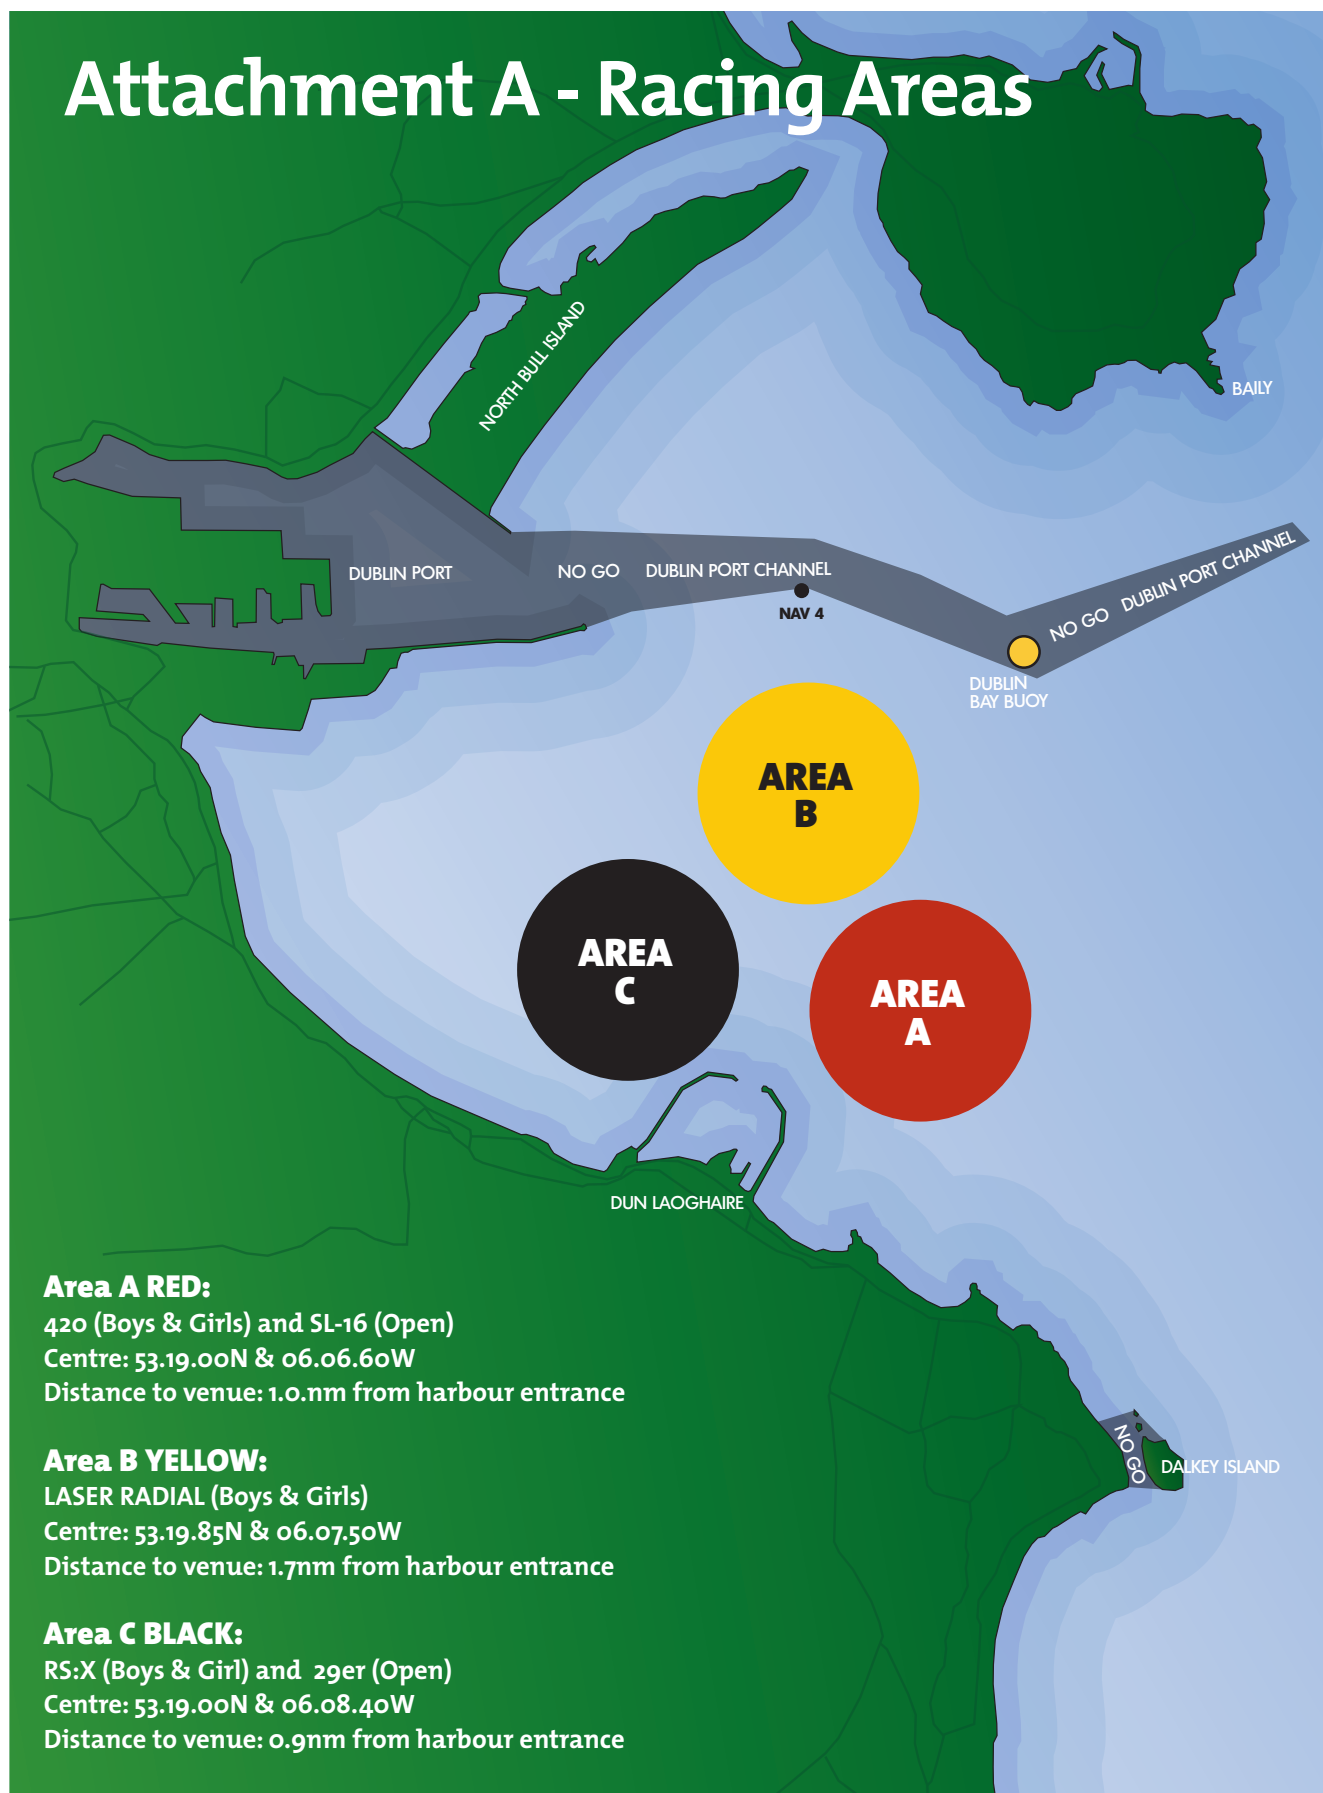 Attachment A - Racing Areas
NORTH BULL ISLAND
BAILY
DUBLIN PORT
NO GO DUBLIN PORT CHANNEL
NAV 4
NO GO DUBLIN PORT CHANNEL
DUBLIN
BAY BUOY
AREA
B
AREA
C
AREA
A
DUN LAOGHAIRE
NO GO
DALKEY ISLAND
Area A RED:
420 (Boys & Girls) and SL-16 (Open)
Centre: 53.19.00N & 06.06.60W
Distance to venue: 1.0.nm from harbour entrance
Area B YELLOW:
LASER RADIAL (Boys & Girls)
Centre: 53.19.85N & 06.07.50W
Distance to venue: 1.7nm from harbour entrance
Area C BLACK:
RS:X (Boys & Girl) and  29er (Open)
Centre: 53.19.00N & 06.08.40W
Distance to venue: 0.9nm from harbour entrance